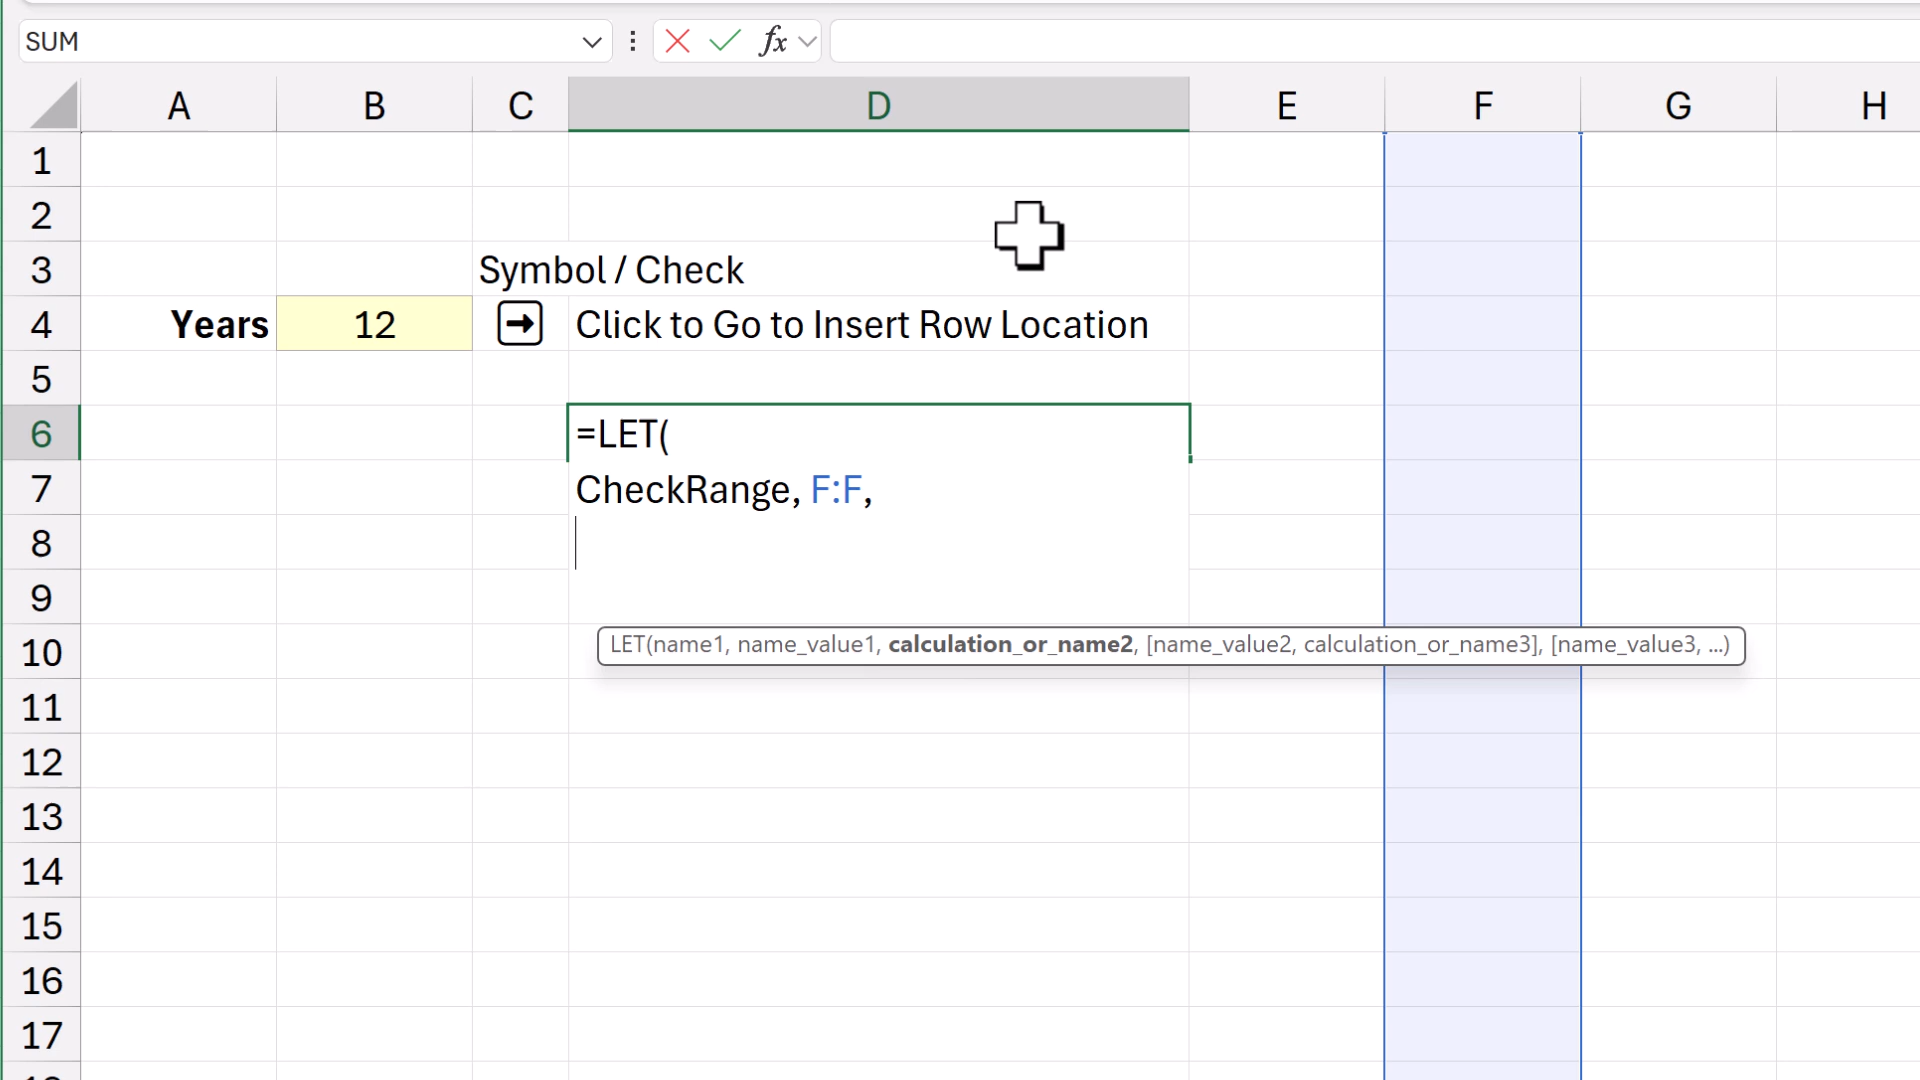 SUM
fx
A B C D E F G H
1
2
3 Symbol / Check
4 Years 12 Click to Go to Insert Row Location
5
6 =LET(
7 CheckRange, F:F,
8
9
LET(name1, name_value1, calculation_or_name2, [name_value2, calculation_or_name3], [name_value3, ...)
10
11
12
13
14
15
16
17